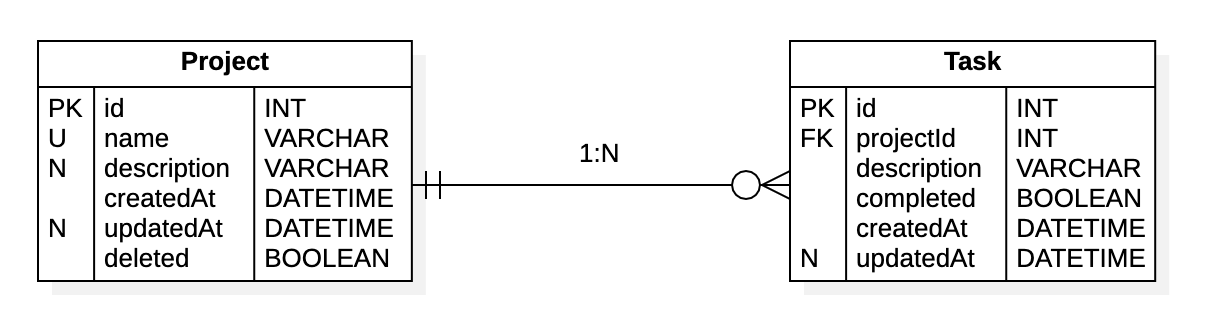 Project
PK id INT
U name VARCHAR
N description VARCHAR
createdAt DATETIME
N updatedAt DATETIME
deleted BOOLEAN
1:N
Task
PK id INT
FK projectId INT
description VARCHAR
completed BOOLEAN
createdAt DATETIME
N updatedAt DATETIME